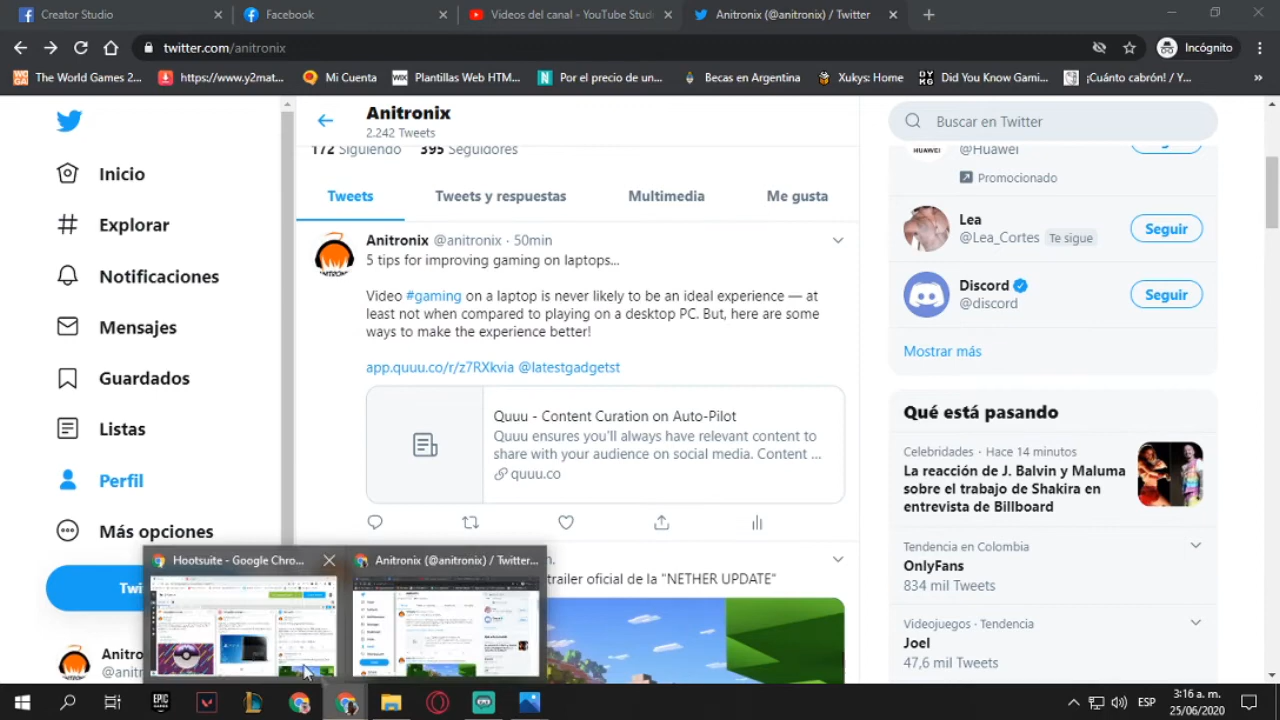 Creator Studio
Facebook
Videos del canal - YouTube Studi
Anitronix (@anitronix) / Twitter
twitter.com/anitronix
Incógnito
The World Games 2...
https://www.y2mat...
Mi Cuenta
WIX Plantillas Web HTM...
N Por el precio de un...
Becas en Argentina
Xukys: Home
DY KG Did You Know Gami...
¡Cuánto cabrón! / Y...
Anitronix
2.242 Tweets
172 Siguiendo 395 Seguidores
Tweets
Tweets y respuestas
Multimedia
Me gusta
Inicio
Explorar
Notificaciones
Mensajes
Guardados
Listas
Perfil
Más opciones
Twi
Anitro
@anitr
Anitronix @anitronix · 50min
5 tips for improving gaming on laptops...
Video #gaming on a laptop is never likely to be an ideal experience — at
least not when compared to playing on a desktop PC. But, here are some
ways to make the experience better!
app.quuu.co/r/z7RXkvia @latestgadgetst
Quuu - Content Curation on Auto-Pilot
Quuu ensures you'll always have relevant content to
share with your audience on social media. Content ...
quuu.co
trailer oficial de la "NETHER UPDATE"
Hootsuite - Google Chro...
Anitronix (@anitronix) / Twitter...
Buscar en Twitter
HUAWEI @Huawei
Promocionado
Lea
@Lea_Cortes Te sigue
Seguir
Discord
@discord
Seguir
Mostrar más
Qué está pasando
Celebridades · Hace 14 minutos
La reacción de J. Balvin y Maluma
sobre el trabajo de Shakira en
entrevista de Billboard
Tendencia en Colombia
OnlyFans
834 mil Tweets
Videojuegos · Tendencia
Joel
47,6 mil Tweets
EPIC GAMES
ESP
3:16 a. m.
25/06/2020